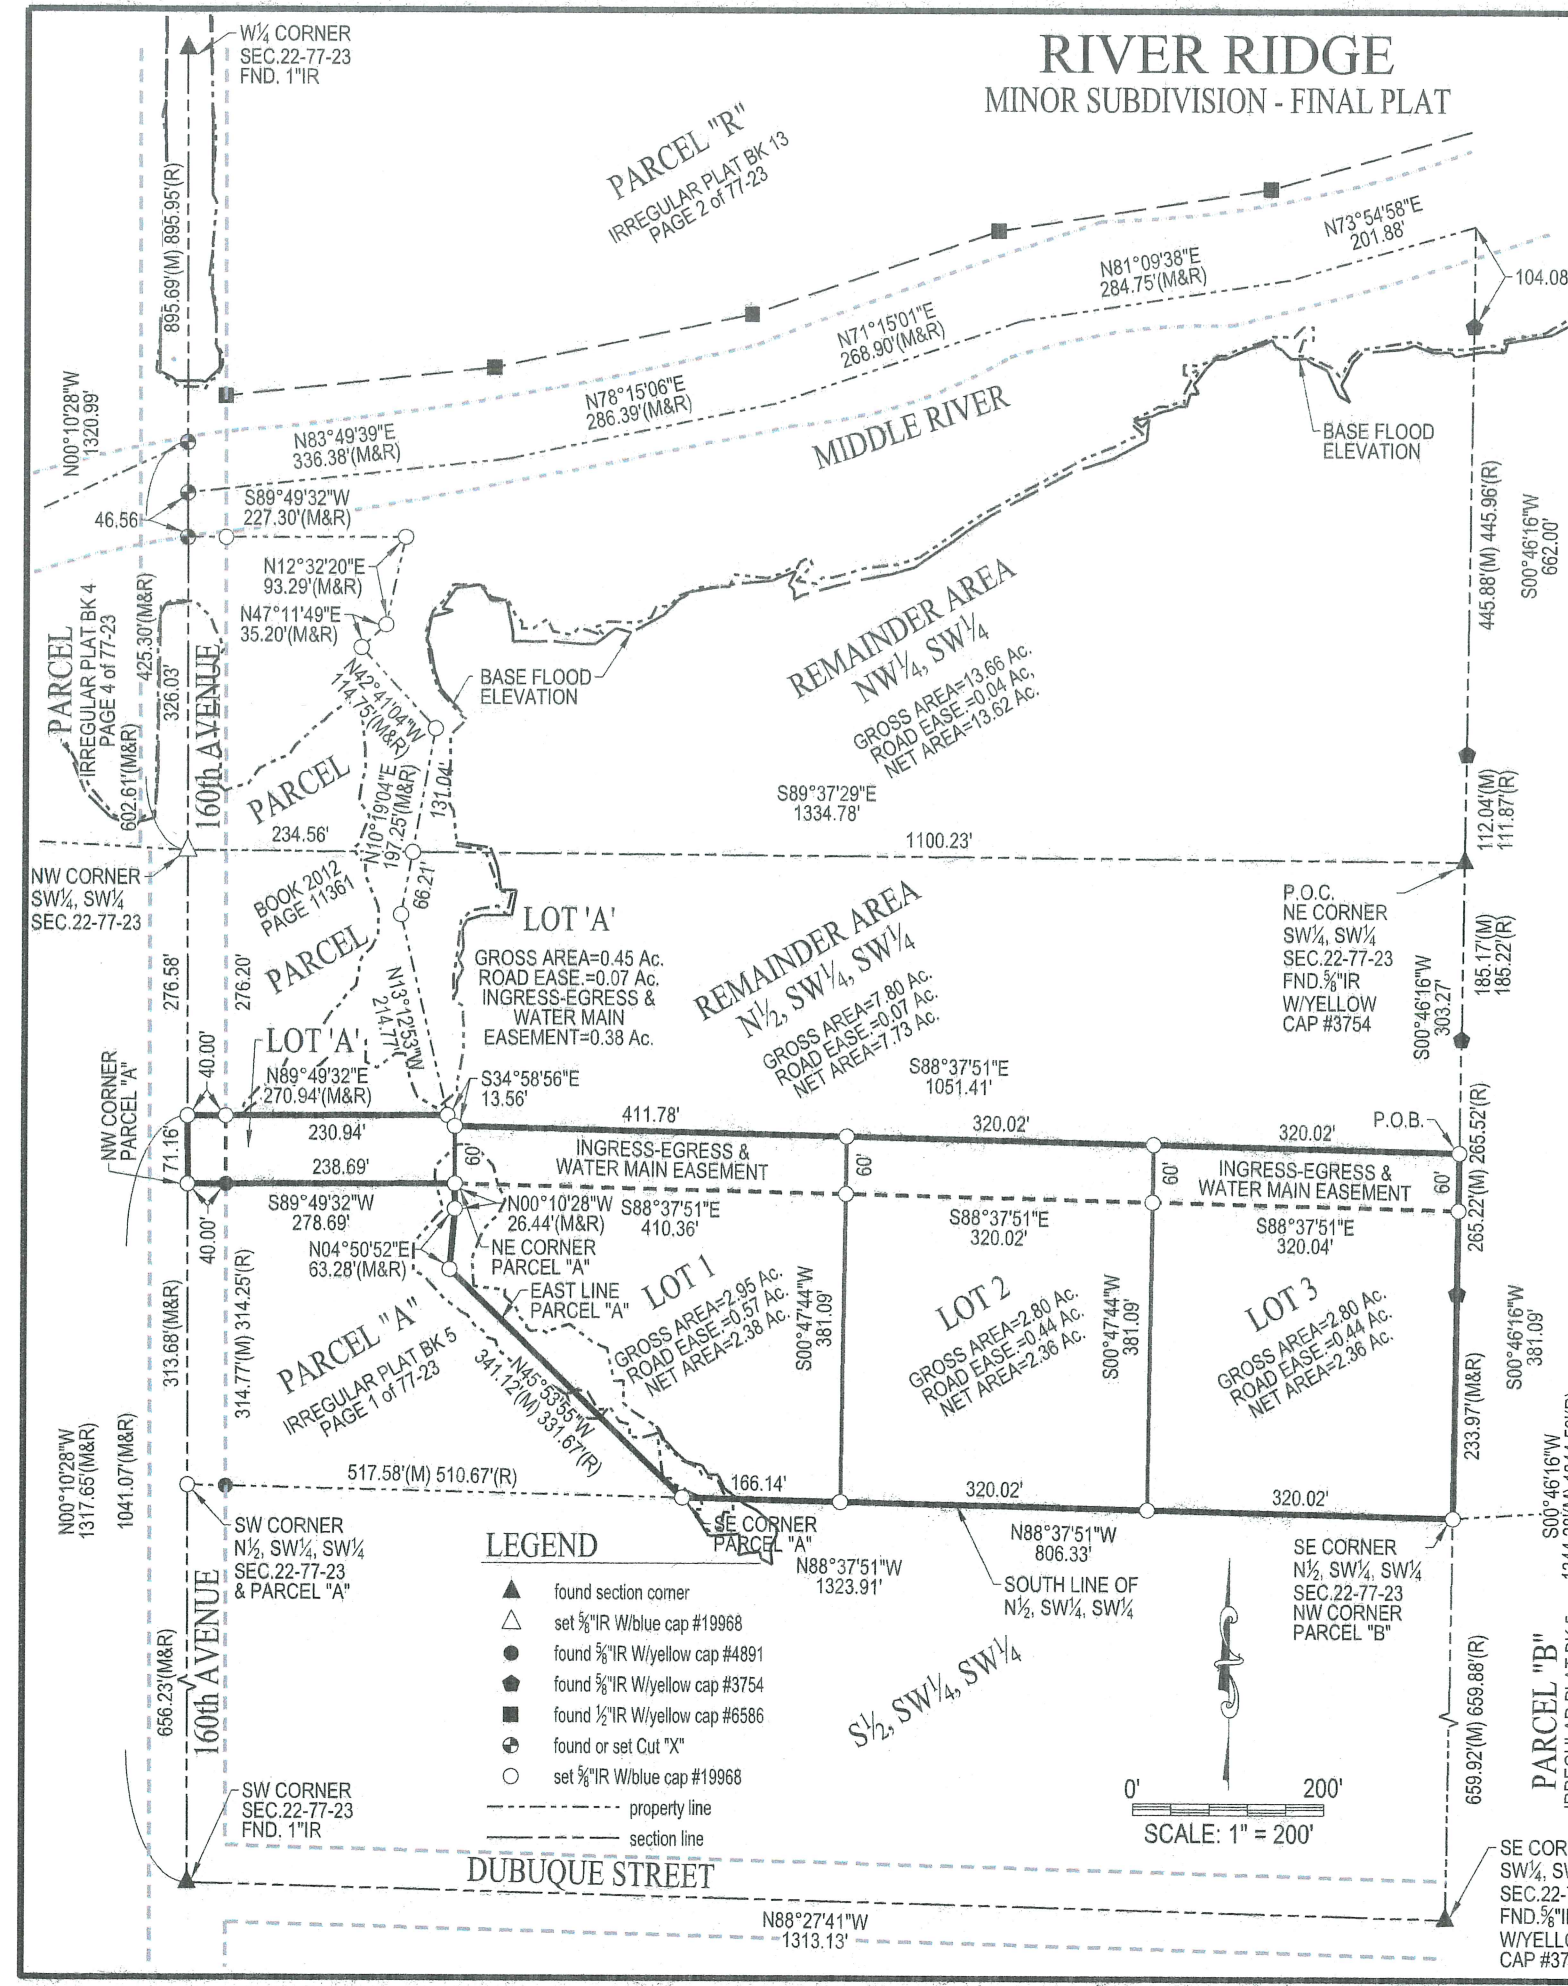 RIVER RIDGE
MINOR SUBDIVISION - FINAL PLAT
W¼ CORNER
SEC.22-77-23
FND. 1"IR
PARCEL "R"
IRREGULAR PLAT BK 13
PAGE 2 of 77-23
895.69'(M) 895.95'(R)
N73°54'58"E
201.88'
N81°09'38"E
284.75'(M&R)
104.08
N71°15'01"E
268.90'(M&R)
N78°15'06"E
286.39'(M&R)
N83°49'39"E
336.38'(M&R)
MIDDLE RIVER
BASE FLOOD
ELEVATION
N00°10'28"W
1320.99'
46.56'
S89°49'32"W
227.30'(M&R)
N12°32'20"E
93.29'(M&R)
N47°11'49"E
35.20'(M&R)
N42°41'04"W
114.75'(M&R)
BASE FLOOD
ELEVATION
445.88'(M) 445.96'(R)
S00°46'16"W
662.00'
PARCEL
IRREGULAR PLAT BK 4
PAGE 4 of 77-23
425.30'(M&R)
326.03'
602.61'(M&R)
160th AVENUE
REMAINDER AREA
NW¼, SW¼
GROSS AREA=13.66 Ac.
ROAD EASE.=0.04 Ac.
NET AREA=13.62 Ac.
PARCEL
N10°19'04"E
197.25'(M&R)
131.04'
234.56'
S89°37'29"E
1334.78'
1100.23'
112.04'(M)
111.87'(R)
NW CORNER
SW¼, SW¼
SEC.22-77-23
BOOK 2012
PAGE 11361
PARCEL
66.21'
LOT 'A'
GROSS AREA=0.45 Ac.
ROAD EASE.=0.07 Ac.
INGRESS-EGRESS &
WATER MAIN
EASEMENT=0.38 Ac.
REMAINDER AREA
N½, SW¼, SW¼
GROSS AREA=7.80 Ac.
ROAD EASE.=0.07 Ac.
NET AREA=7.73 Ac.
P.O.C.
NE CORNER
SW¼, SW¼
SEC.22-77-23
FND.⅝"IR
W/YELLOW
CAP #3754
185.17'(M)
185.22'(R)
S00°46'16"W
303.27'
276.58'
276.20'
N13°12'53"W
214.77'
LOT 'A'
40.00'
N89°49'32"E
270.94'(M&R)
S34°58'56"E
13.56'
S88°37'51"E
1051.41'
NW CORNER
PARCEL "A"
71.16'
230.94'
411.78'
320.02'
320.02'
P.O.B.
265.22'(M) 265.52'(R)
238.69'
60'
INGRESS-EGRESS &
WATER MAIN EASEMENT
60'
60'
INGRESS-EGRESS &
WATER MAIN EASEMENT
60'
40.00'
S89°49'32"W
278.69'
N00°10'28"W
26.44'(M&R)
S88°37'51"E
410.36'
S88°37'51"E
320.02'
S88°37'51"E
320.04'
N04°50'52"E
63.28'(M&R)
NE CORNER
PARCEL "A"
EAST LINE
PARCEL "A"
313.68'(M&R)
314.77'(M) 314.25'(R)
PARCEL "A"
IRREGULAR PLAT BK 5
PAGE 1 of 77-23
N45°53'55"W
341.12'(M) 331.67'(R)
LOT 1
GROSS AREA=2.95 Ac.
ROAD EASE.=0.57 Ac.
NET AREA=2.38 Ac.
S00°47'44"W
381.09'
LOT 2
GROSS AREA=2.80 Ac.
ROAD EASE.=0.44 Ac.
NET AREA=2.36 Ac.
S00°47'44"W
381.09'
LOT 3
GROSS AREA=2.80 Ac.
ROAD EASE.=0.44 Ac.
NET AREA=2.36 Ac.
S00°46'16"W
381.09'
233.97'(M&R)
S00°46'16"W
N00°10'28"W
1317.65'(M&R)
1041.07'(M&R)
517.58'(M) 510.67'(R)
166.14'
320.02'
320.02'
SW CORNER
N½, SW¼, SW¼
SEC.22-77-23
& PARCEL "A"
SE CORNER
PARCEL "A"
N88°37'51"W
1323.91'
N88°37'51"W
806.33'
SOUTH LINE OF
N½, SW¼, SW¼
SE CORNER
N½, SW¼, SW¼
SEC.22-77-23
NW CORNER
PARCEL "B"
LEGEND
found section corner
set ⅝"IR W/blue cap #19968
found ⅝"IR W/yellow cap #4891
found ⅝"IR W/yellow cap #3754
found ½"IR W/yellow cap #6586
found or set Cut "X"
set ⅝"IR W/blue cap #19968
property line
section line
656.23'(M&R)
160th AVENUE
S½, SW¼, SW¼
659.92'(M) 659.88'(R)
PARCEL "B"
0' 200'
SCALE: 1" = 200'
SW CORNER
SEC.22-77-23
FND. 1"IR
DUBUQUE STREET
N88°27'41"W
1313.13'
SE COR
SW¼, S
SEC.22-
FND.⅝"I
W/YELL
CAP #37